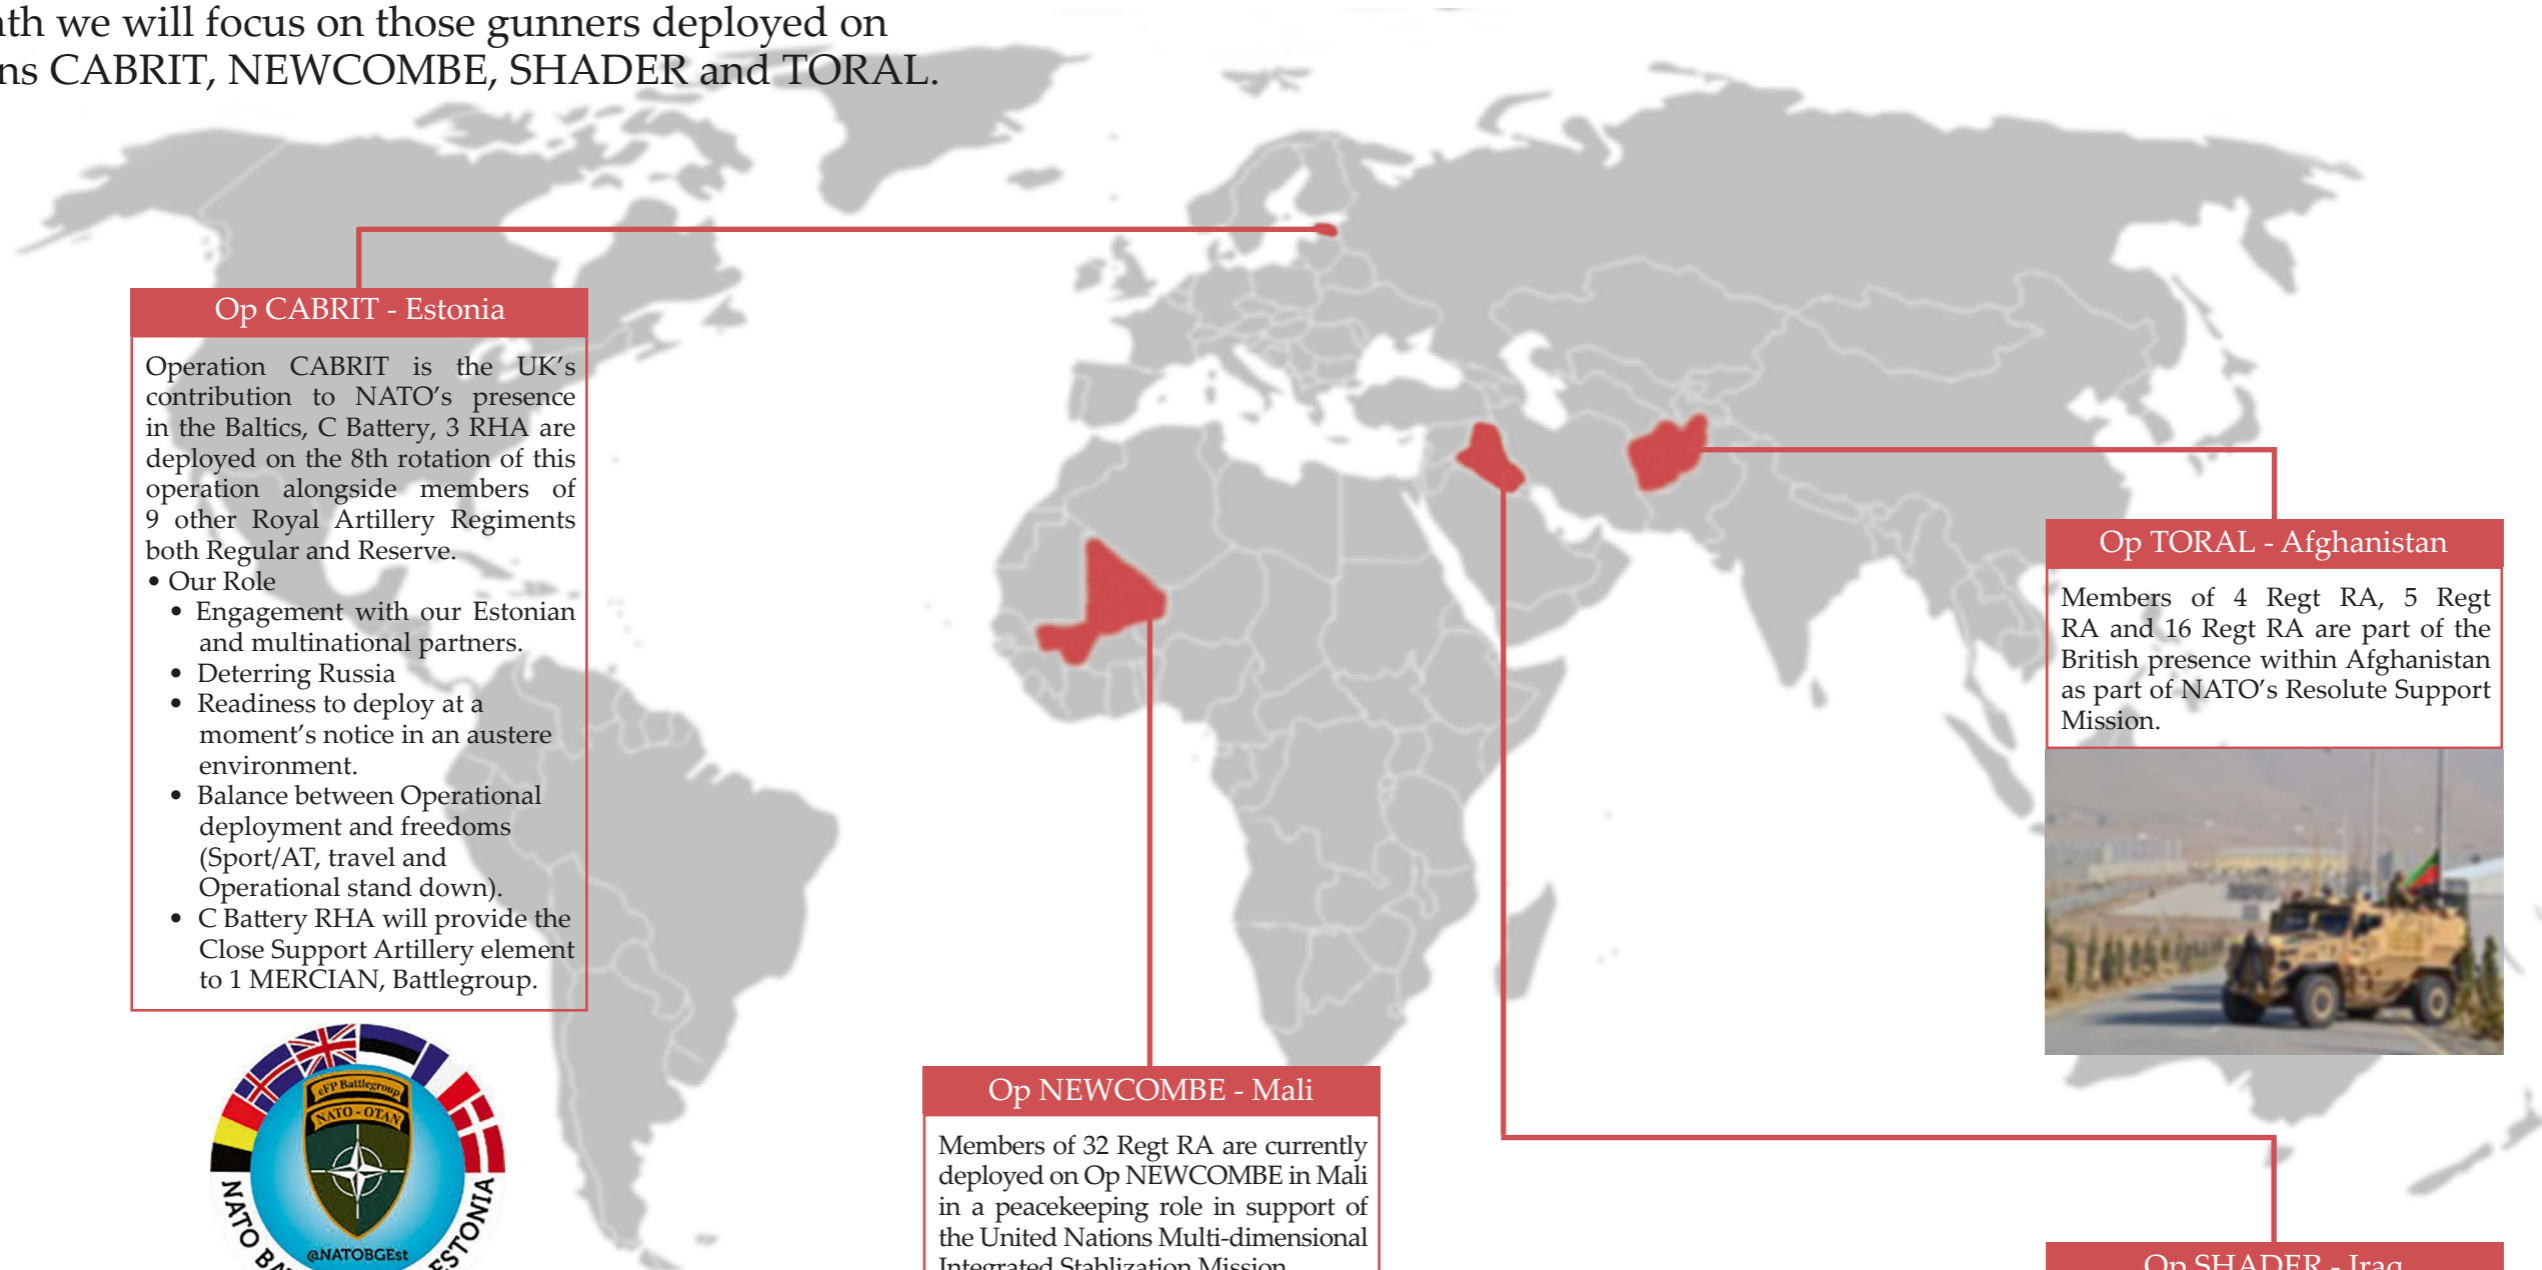 nth we will focus on those gunners deployed on
ns CABRIT, NEWCOMBE, SHADER and TORAL.
Op CABRIT - Estonia
Operation CABRIT is the UK's
contribution to NATO's presence
in the Baltics, C Battery, 3 RHA are
deployed on the 8th rotation of this
operation alongside members of
9 other Royal Artillery Regiments
both Regular and Reserve.
• Our Role
• Engagement with our Estonian
and multinational partners.
• Deterring Russia
• Readiness to deploy at a
moment's notice in an austere
environment.
• Balance between Operational
deployment and freedoms
(Sport/AT, travel and
Operational stand down).
• C Battery RHA will provide the
Close Support Artillery element
to 1 MERCIAN, Battlegroup.
eFP Battlegroup
NATO - OTAN
@NATOBGEst
NATO BA ESTONIA
Op NEWCOMBE - Mali
Members of 32 Regt RA are currently
deployed on Op NEWCOMBE in Mali
in a peacekeeping role in support of
the United Nations Multi-dimensional
Integrated Stablization Mission
Op TORAL - Afghanistan
Members of 4 Regt RA, 5 Regt
RA and 16 Regt RA are part of the
British presence within Afghanistan
as part of NATO's Resolute Support
Mission.
Op SHADER - Iraq